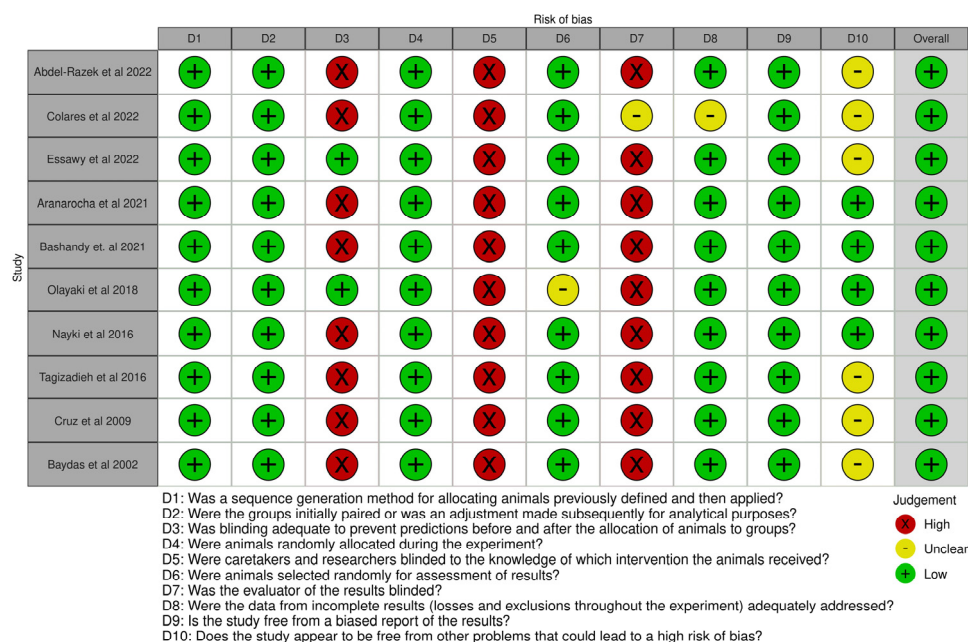 Risk of bias
D1 D2 D3 D4 D5 D6 D7 D8 D9 D10 Overall
Study
Abdel-Razek et al 2022 + + X + X + X + + - +
Colares et al 2022 + + X + X + - - + - +
Essawy et al 2022 + + + + X + X + + - +
Aranarocha et al 2021 + + X + X + X + + + +
Bashandy et. al 2021 + + X + X + X + + + +
Olayaki et al 2018 + + + + X - X + + + +
Nayki et al 2016 + + X + X + X + + + +
Tagizadieh et al 2016 + + X + X + X + + - +
Cruz et al 2009 + + X + X + X + + - +
Baydas et al 2002 + + X + X + X + + - +
D1: Was a sequence generation method for allocating animals previously defined and then applied?
D2: Were the groups initially paired or was an adjustment made subsequently for analytical purposes?
D3: Was blinding adequate to prevent predictions before and after the allocation of animals to groups?
D4: Were animals randomly allocated during the experiment?
D5: Were caretakers and researchers blinded to the knowledge of which intervention the animals received?
D6: Were animals selected randomly for assessment of results?
D7: Was the evaluator of the results blinded?
D8: Were the data from incomplete results (losses and exclusions throughout the experiment) adequately addressed?
D9: Is the study free from a biased report of the results?
D10: Does the study appear to be free from other problems that could lead to a high risk of bias?
Judgement
X High
- Unclear
+ Low